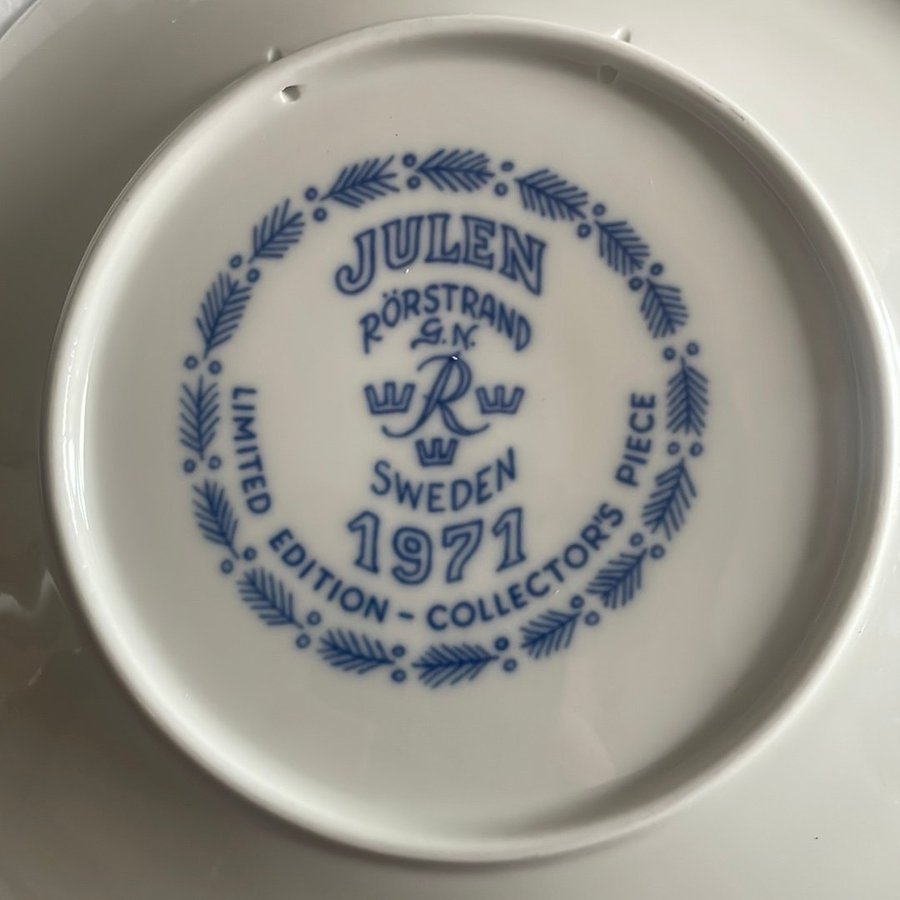 JULEN
RÖRSTRAND
G.N.
R
SWEDEN
1971
LIMITED EDITION - COLLECTOR'S PIECE